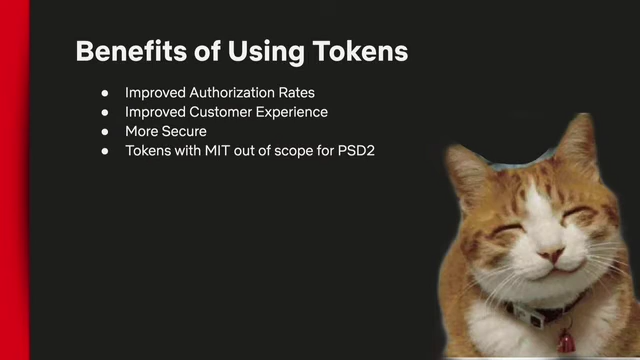 Benefits of Using Tokens
● Improved Authorization Rates
● Improved Customer Experience
● More Secure
● Tokens with MIT out of scope for PSD2